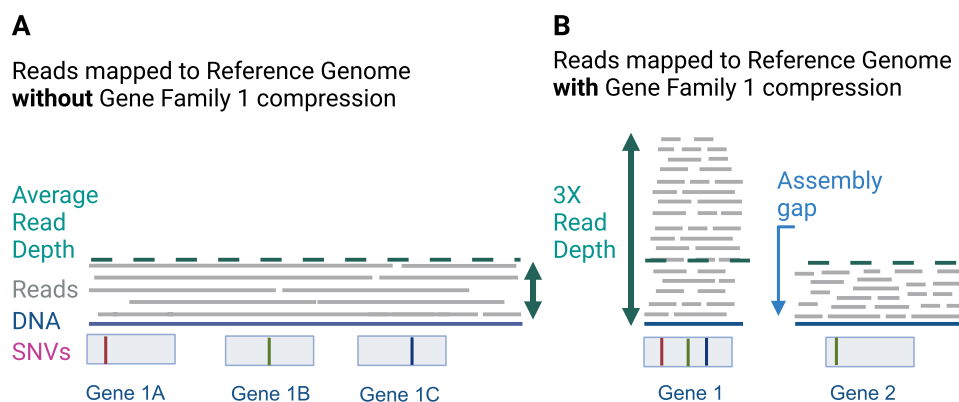 A
Reads mapped to Reference Genome
without Gene Family 1 compression
Average
Read
Depth
Reads
DNA
SNVs
Gene 1A
Gene 1B
Gene 1C
B
Reads mapped to Reference Genome
with Gene Family 1 compression
3X
Read
Depth
Assembly
gap
Gene 1
Gene 2